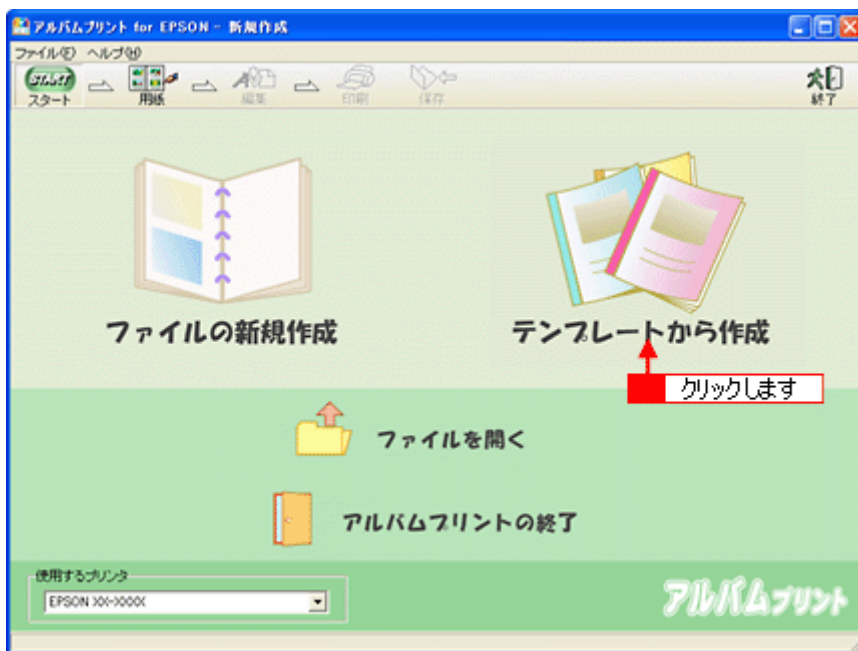 アルバムプリント for EPSON - 新規作成
ファイル(F) ヘルプ(H)
START
スタート 用紙 編集 印刷 保存 終了
ファイルの新規作成 テンプレートから作成
クリックします
ファイルを開く
アルバムプリントの終了
使用するプリンタ
EPSON XX-XXXX
アルバムプリント